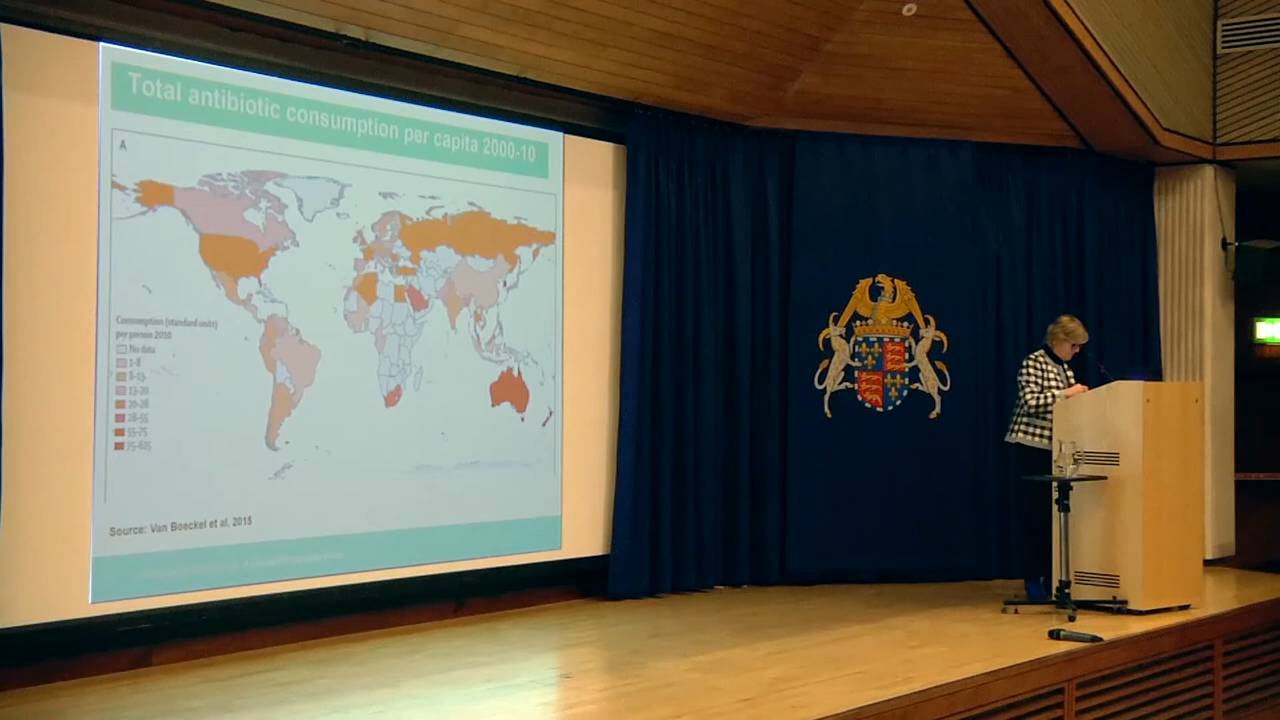 Total antibiotic consumption per capita 2000-10
A
Consumption (standard units)
per person 2010
No data
1-8
8-13
13-20
20-28
28-55
55-75
75-625
Source: Van Boeckel et al. 2015